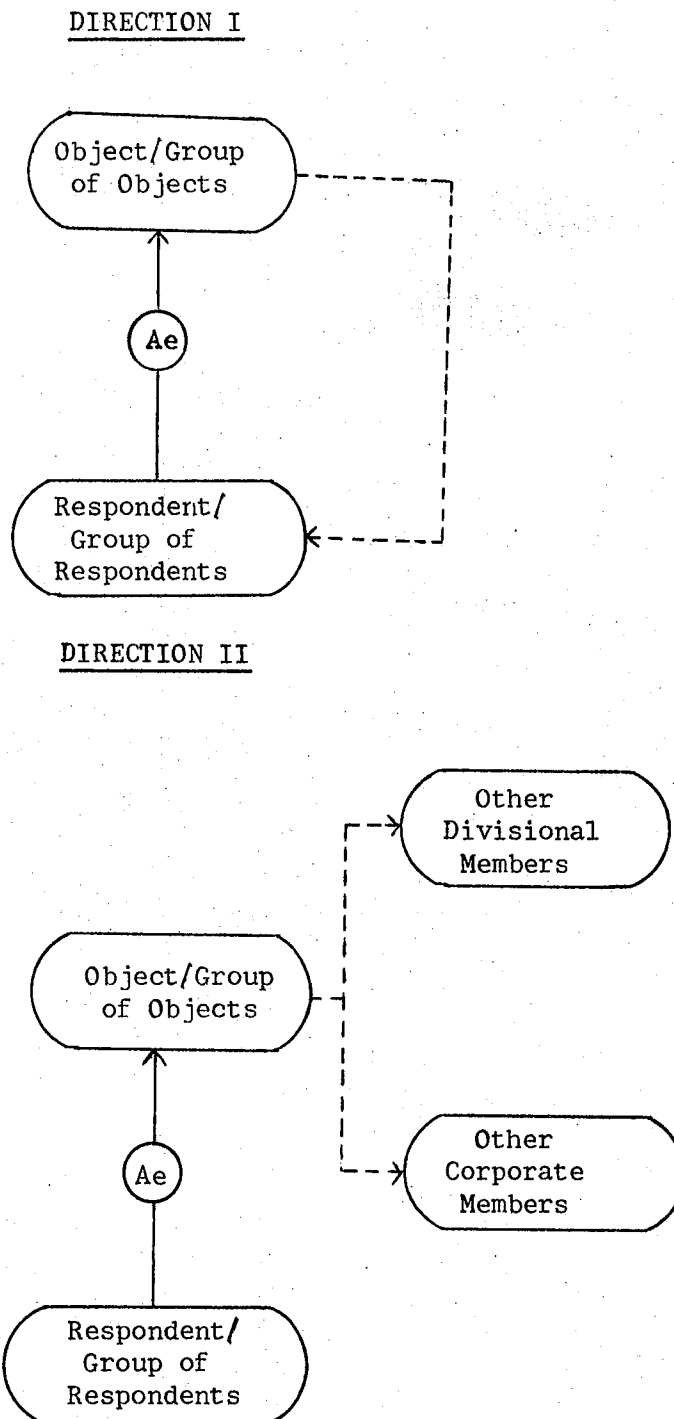 DIRECTION I
Object/Group
of Objects
Ae
Respondent/
Group of
Respondents
DIRECTION II
Other
Divisional
Members
Object/Group
of Objects
Other
Corporate
Members
Ae
Respondent/
Group of
Respondents